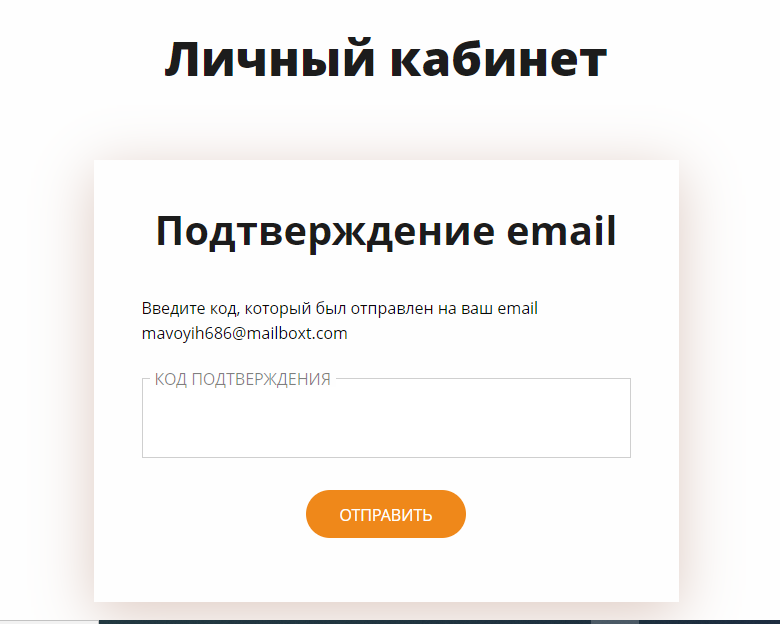 Личный кабинет
Подтверждение email
Введите код, который был отправлен на ваш email
mavoyih686@mailboxt.com
КОД ПОДТВЕРЖДЕНИЯ
ОТПРАВИТЬ